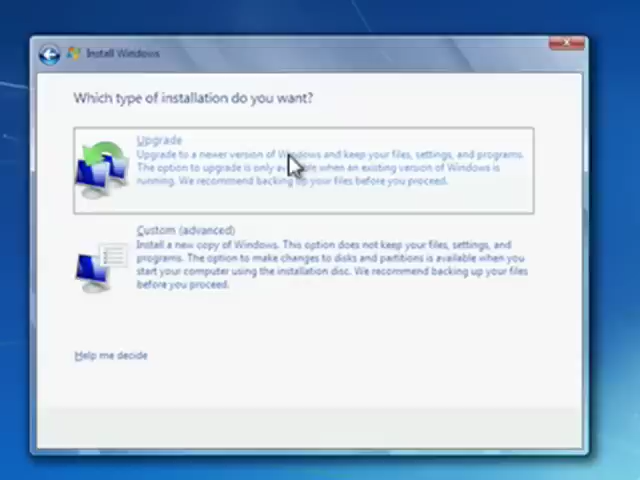 Install Windows
Which type of installation do you want?
Upgrade
Upgrade to a newer version of Windows and keep your files, settings, and programs.
The option to upgrade is only available when an existing version of Windows is
running. We recommend backing up your files before you proceed.
Custom (advanced)
Install a new copy of Windows. This option does not keep your files, settings, and
programs. The option to make changes to disks and partitions is available when you
start your computer using the installation disc. We recommend backing up your files
before you proceed.
Help me decide